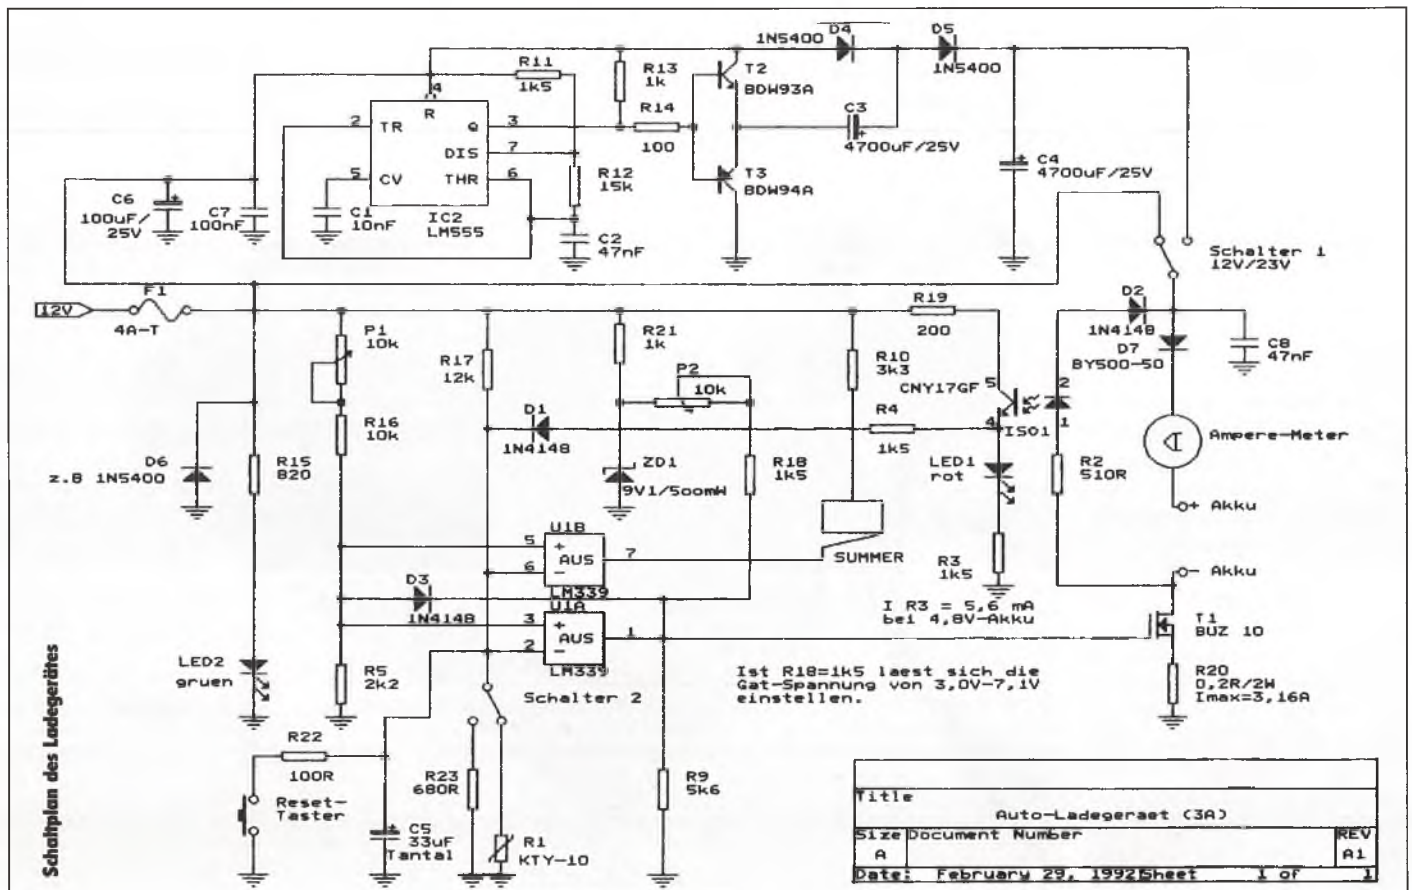 1N5400
D4
D5
1N5400
R11
1k5
4
R
R13
1k
T2
BDW93A
2
TR
Q
3
R14
100
C3
4700uF/25V
DIS
7
5
CV
THR
6
R12
15k
T3
BDW94A
C4
4700uF/25V
C6
100uF/
25V
C7
100nF
C1
10nF
IC2
LM555
C2
47nF
Schalter 1
12V/23V
12V
F1
4A-T
P1
10k
R17
12k
R21
1k
R19
200
D2
1N4148
D7
BY500-50
C8
47nF
P2
10k
R10
3k3
CNY17GF
5
4
2
1
ISO1
R16
10k
D1
1N4148
R4
1k5
Ampere-Meter
A
D6
z.B 1N5400
R15
820
ZD1
9V1/500mW
R18
1k5
LED1
rot
R2
510R
+ Akku
U1B
5
+
AUS
7
6
-
LM339
SUMMER
R3
1k5
- Akku
D3
1N4148
U1A
3
+
AUS
1
2
-
LM339
I R3 = 5,6 mA
bei 4,8V-Akku
T1
BUZ 10
LED2
gruen
R5
2k2
Schalter 2
Ist R18=1k5 laest sich die
Gat-Spannung von 3,0V-7,1V
einstellen.
R20
0,2R/2W
Imax=3,16A
R22
100R
R23
680R
R9
5k6
Reset-
Taster
C5
33uF
Tantal
R1
KTY-10
Title
Auto-Ladegeraet (3A)
Size
Document Number
REV
A
A1
Date: February 29, 1992
Sheet 1 of 1
Schaltplan des Ladegerätes